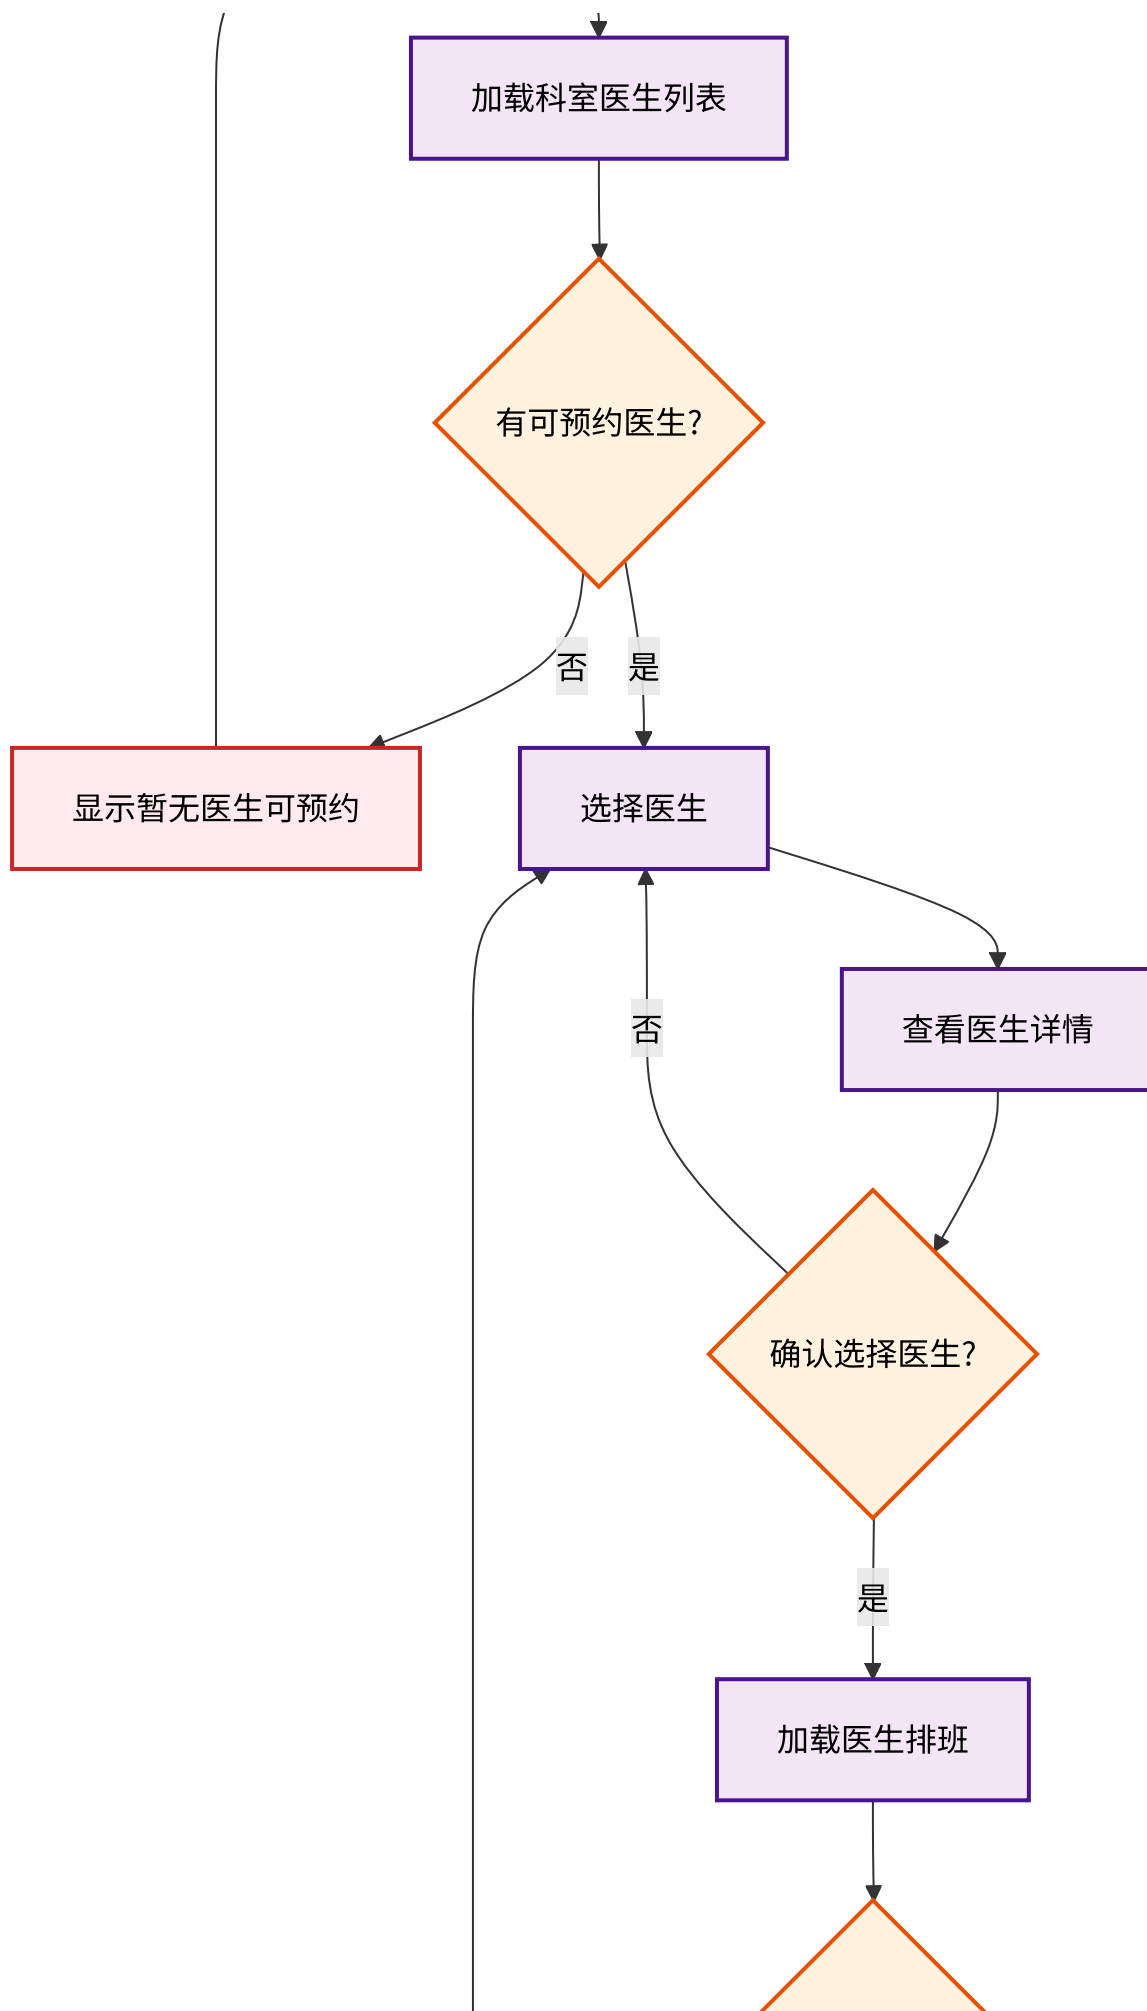 加载科室医生列表
有可预约医生?
否
是
显示暂无医生可预约
选择医生
否
查看医生详情
确认选择医生?
是
加载医生排班